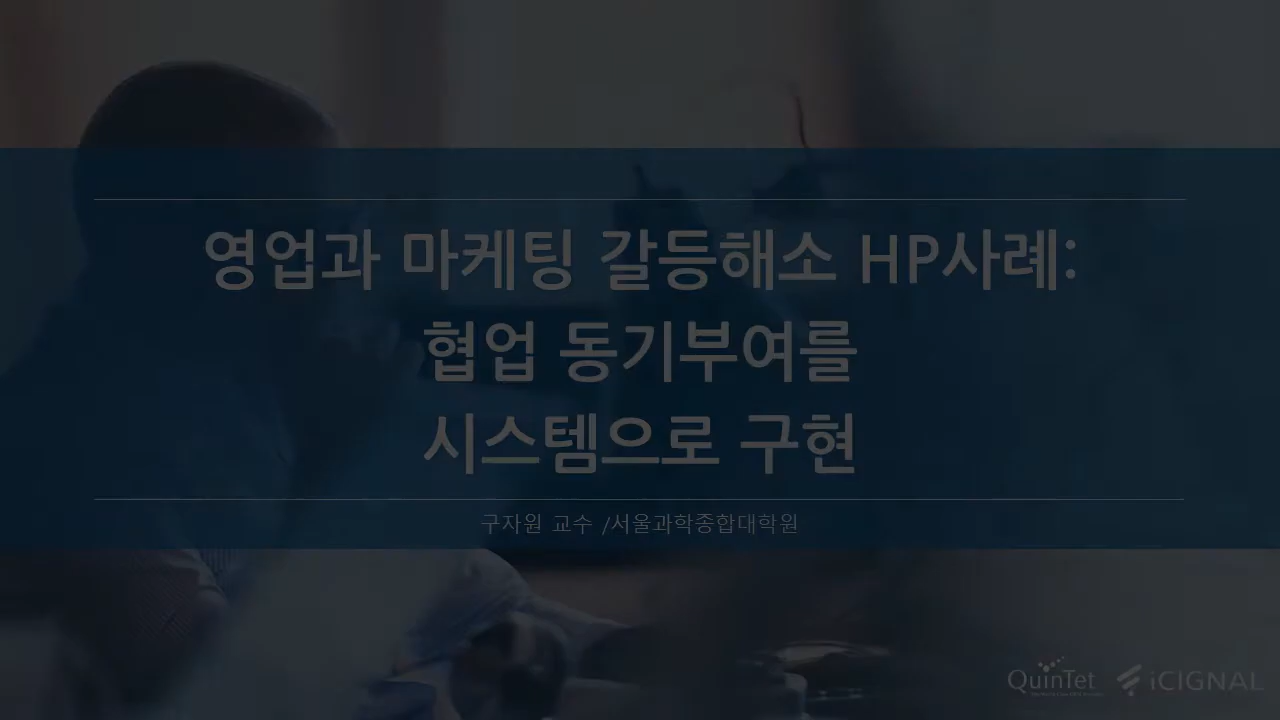 영업과 마케팅 갈등해소 HP사례:
협업 동기부여를
시스템으로 구현
구자원 교수 /서울과학종합대학원
QuinTet
iCIGNAL